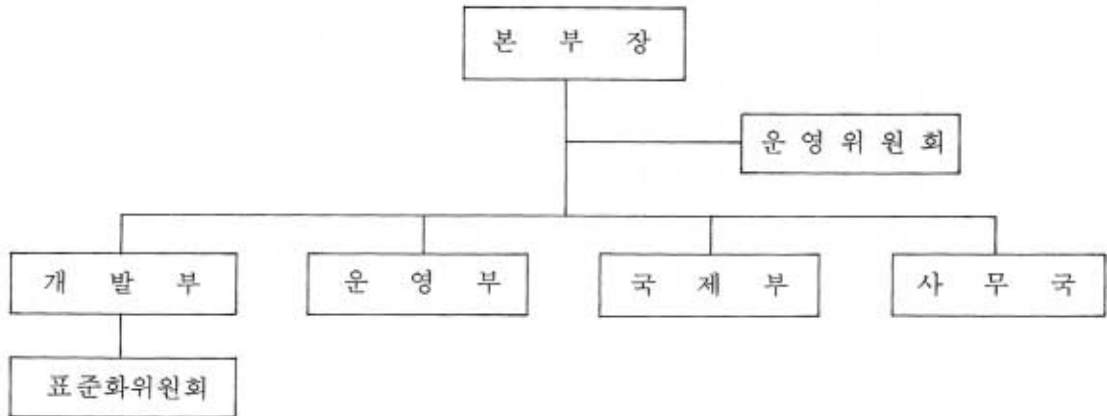 본 부 장
운 영 위 원 회
개 발 부
운 영 부
국 제 부
사 무 국
표준화위원회